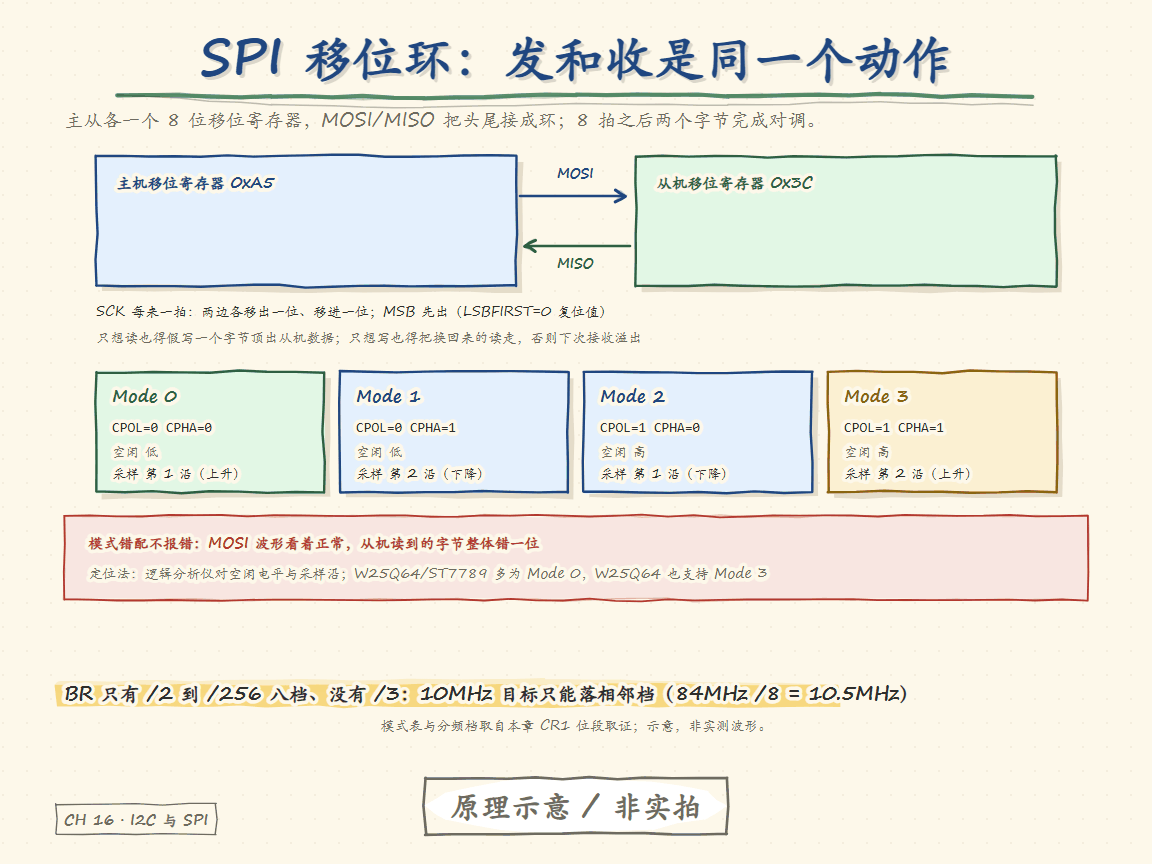 SPI 移位环：发和收是同一个动作
主从各一个 8 位移位寄存器，MOSI/MISO 把头尾接成环；8 拍之后两个字节完成对调。
主机移位寄存器 0xA5
MOSI
从机移位寄存器 0x3C
MISO
SCK 每来一拍：两边各移出一位、移进一位；MSB 先出（LSBFIRST=0 复位值）
只想读也得假写一个字节顶出从机数据；只想写也得把换回来的读走，否则下次接收溢出
Mode 0
CPOL=0 CPHA=0
空闲 低
采样 第 1 沿（上升）
Mode 1
CPOL=0 CPHA=1
空闲 低
采样 第 2 沿（下降）
Mode 2
CPOL=1 CPHA=0
空闲 高
采样 第 1 沿（下降）
Mode 3
CPOL=1 CPHA=1
空闲 高
采样 第 2 沿（上升）
模式错配不报错：MOSI 波形看着正常，从机读到的字节整体错一位
定位法：逻辑分析仪对空闲电平与采样沿；W25Q64/ST7789 多为 Mode 0，W25Q64 也支持 Mode 3
BR 只有 /2 到 /256 八档、没有 /3：10MHz 目标只能落相邻档（84MHz/8 = 10.5MHz）
模式表与分频档取自本章 CR1 位段取证；示意，非实测波形。
原理示意 / 非实拍
CH 16 · I2C 与 SPI